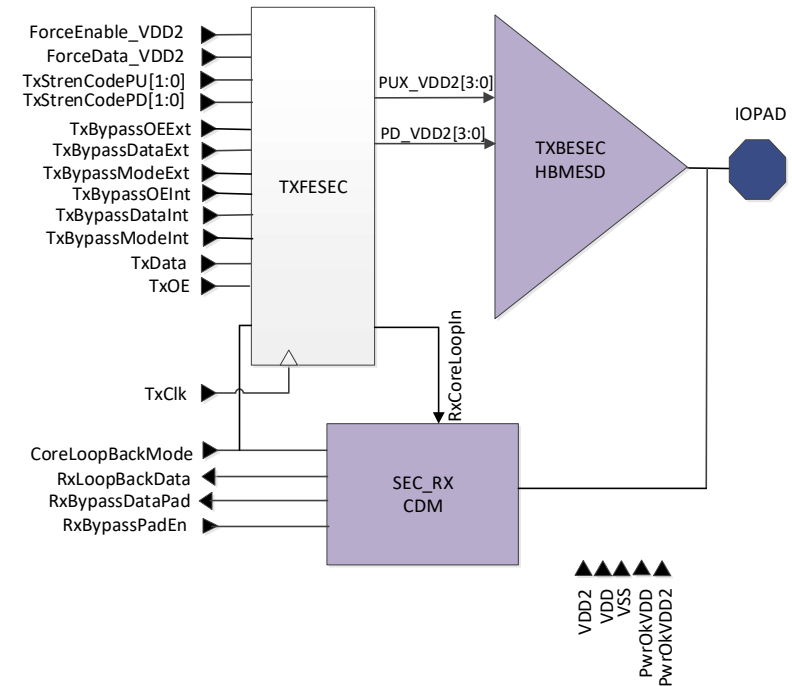 ForceEnable_VDD2
ForceData_VDD2
TxStrenCodePU[1:0]
TxStrenCodePD[1:0]
TxBypassOEExt
TxBypassDataExt
TxBypassModeExt
TxBypassOEInt
TxBypassDataInt
TxBypassModeInt
TxData
TxOE
TxClk
CoreLoopBackMode
RxLoopBackData
RxBypassDataPad
RxBypassPadEn
TXFESEC
PUX_VDD2[3:0]
PD_VDD2[3:0]
TXBESEC
HBMESD
IOPAD
RxCoreLoopIn
SEC_RX
CDM
VDD2
VDD
VSS
PwrOkVDD
PwrOkVDD2